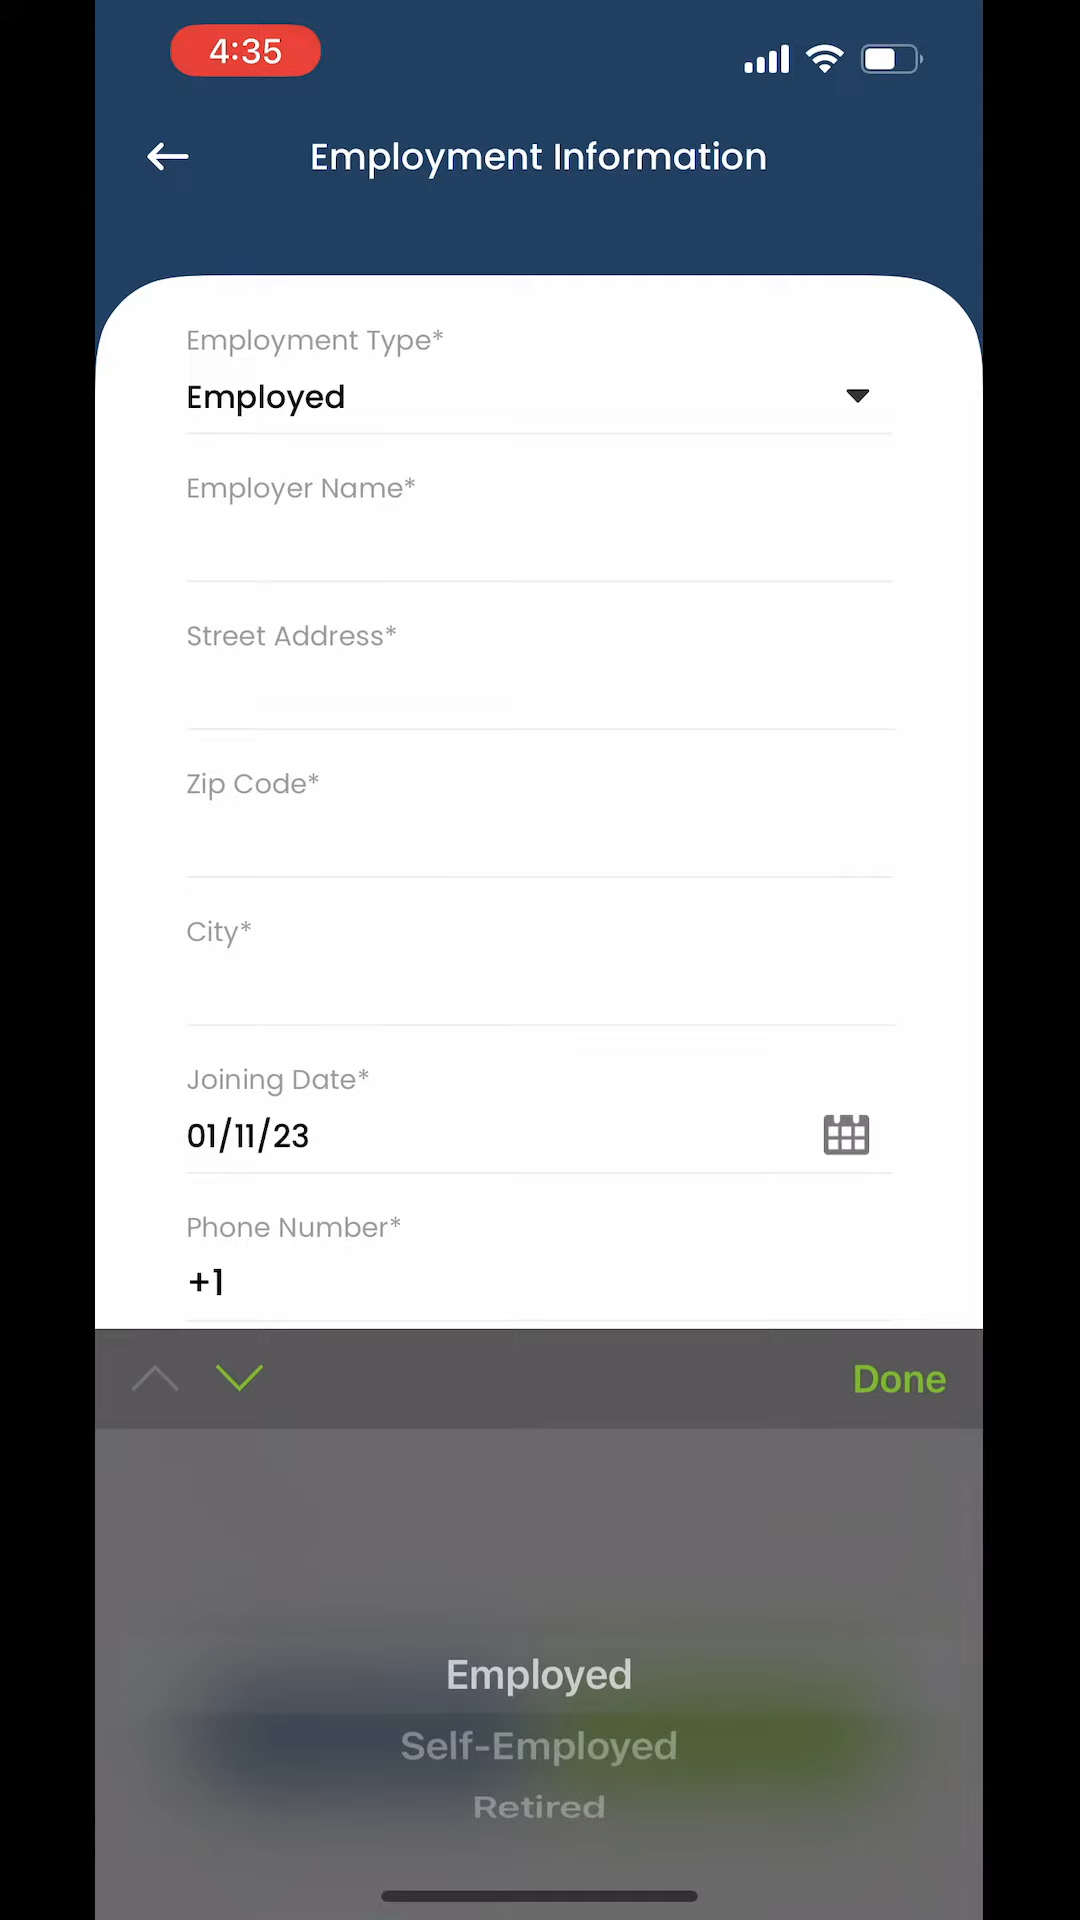 4:35
Employment Information
Employment Type*
Employed
Employer Name*
Street Address*
Zip Code*
City*
Joining Date*
01/11/23
Phone Number*
+1
Done
Employed
Self-Employed
Retired